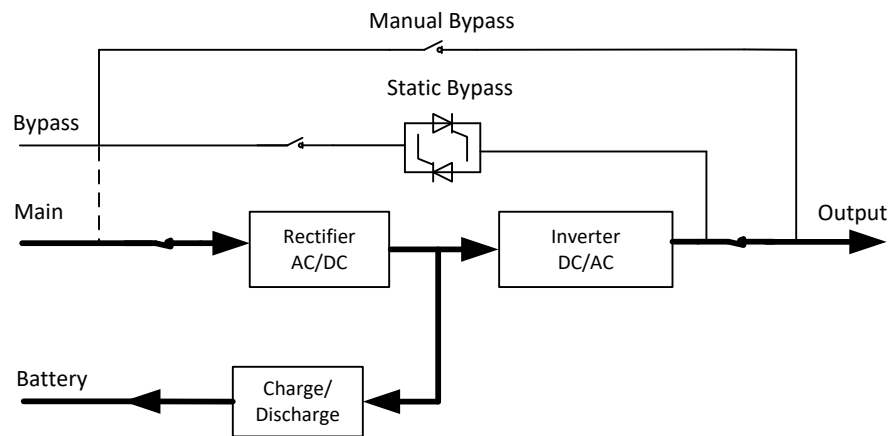 Manual Bypass
Static Bypass
Bypass
Main
Rectifier
AC/DC
Inverter
DC/AC
Output
Battery
Charge/
Discharge